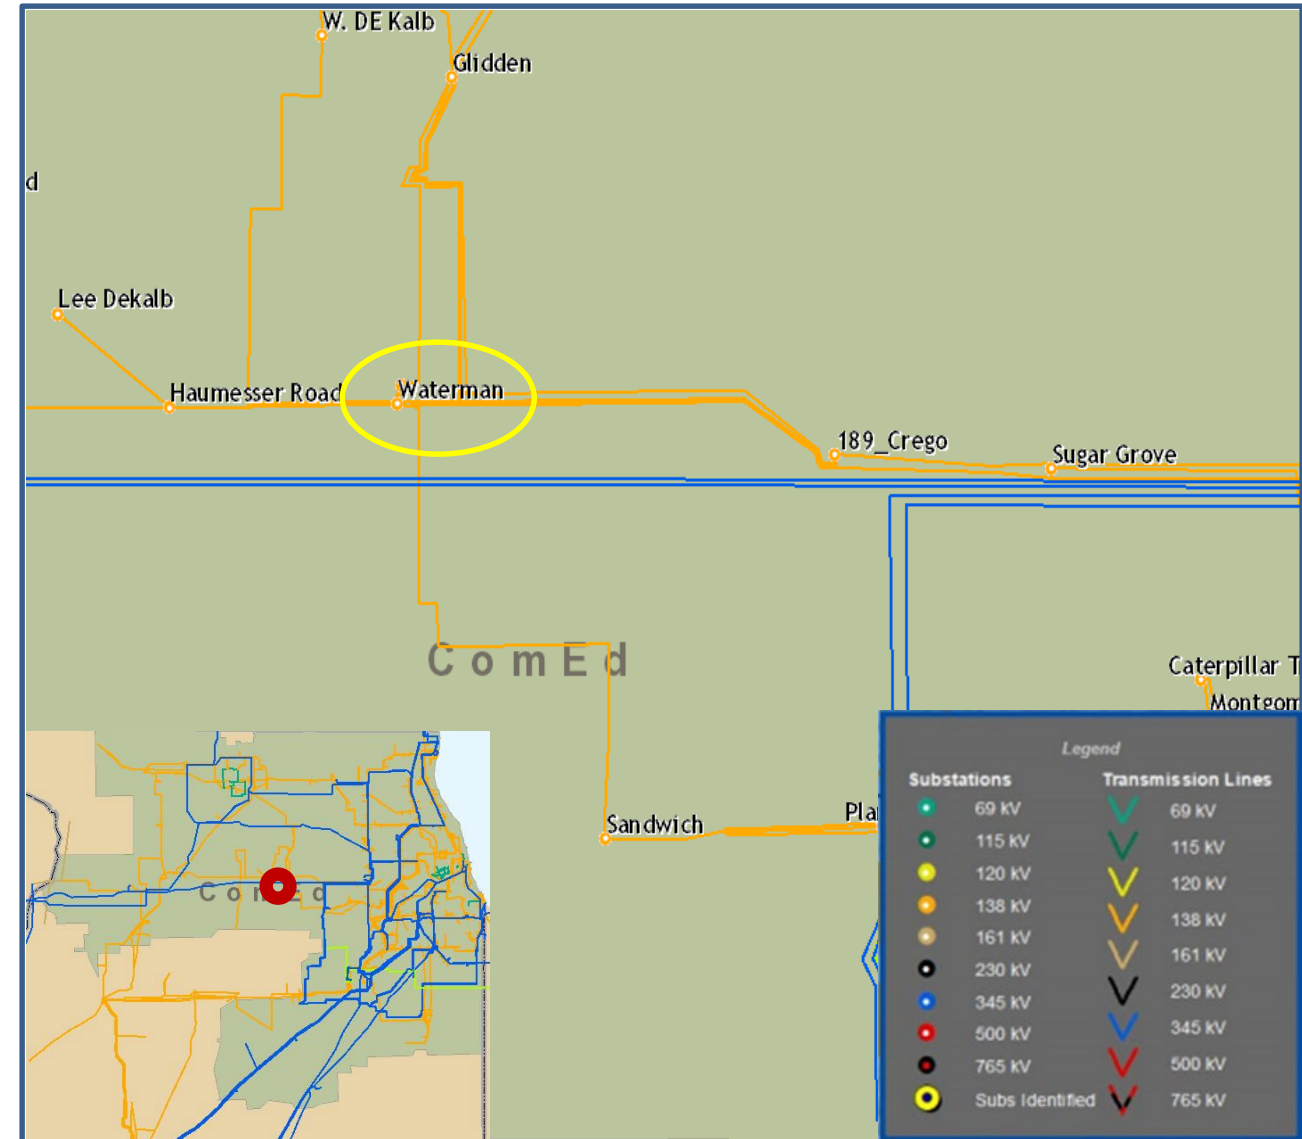 W. DE Kalb
Glidden
d
Lee Dekalb
Haumesser Road
Waterman
189_Crego
Sugar Grove
ComEd
Caterpillar T
Montgom
Sandwich
Pla
ComEd
Legend
Substations
69 kV
115 kV
120 kV
138 kV
161 kV
230 kV
345 kV
500 kV
765 kV
Subs Identified
Transmission Lines
69 kV
115 kV
120 kV
138 kV
161 kV
230 kV
345 kV
500 kV
765 kV